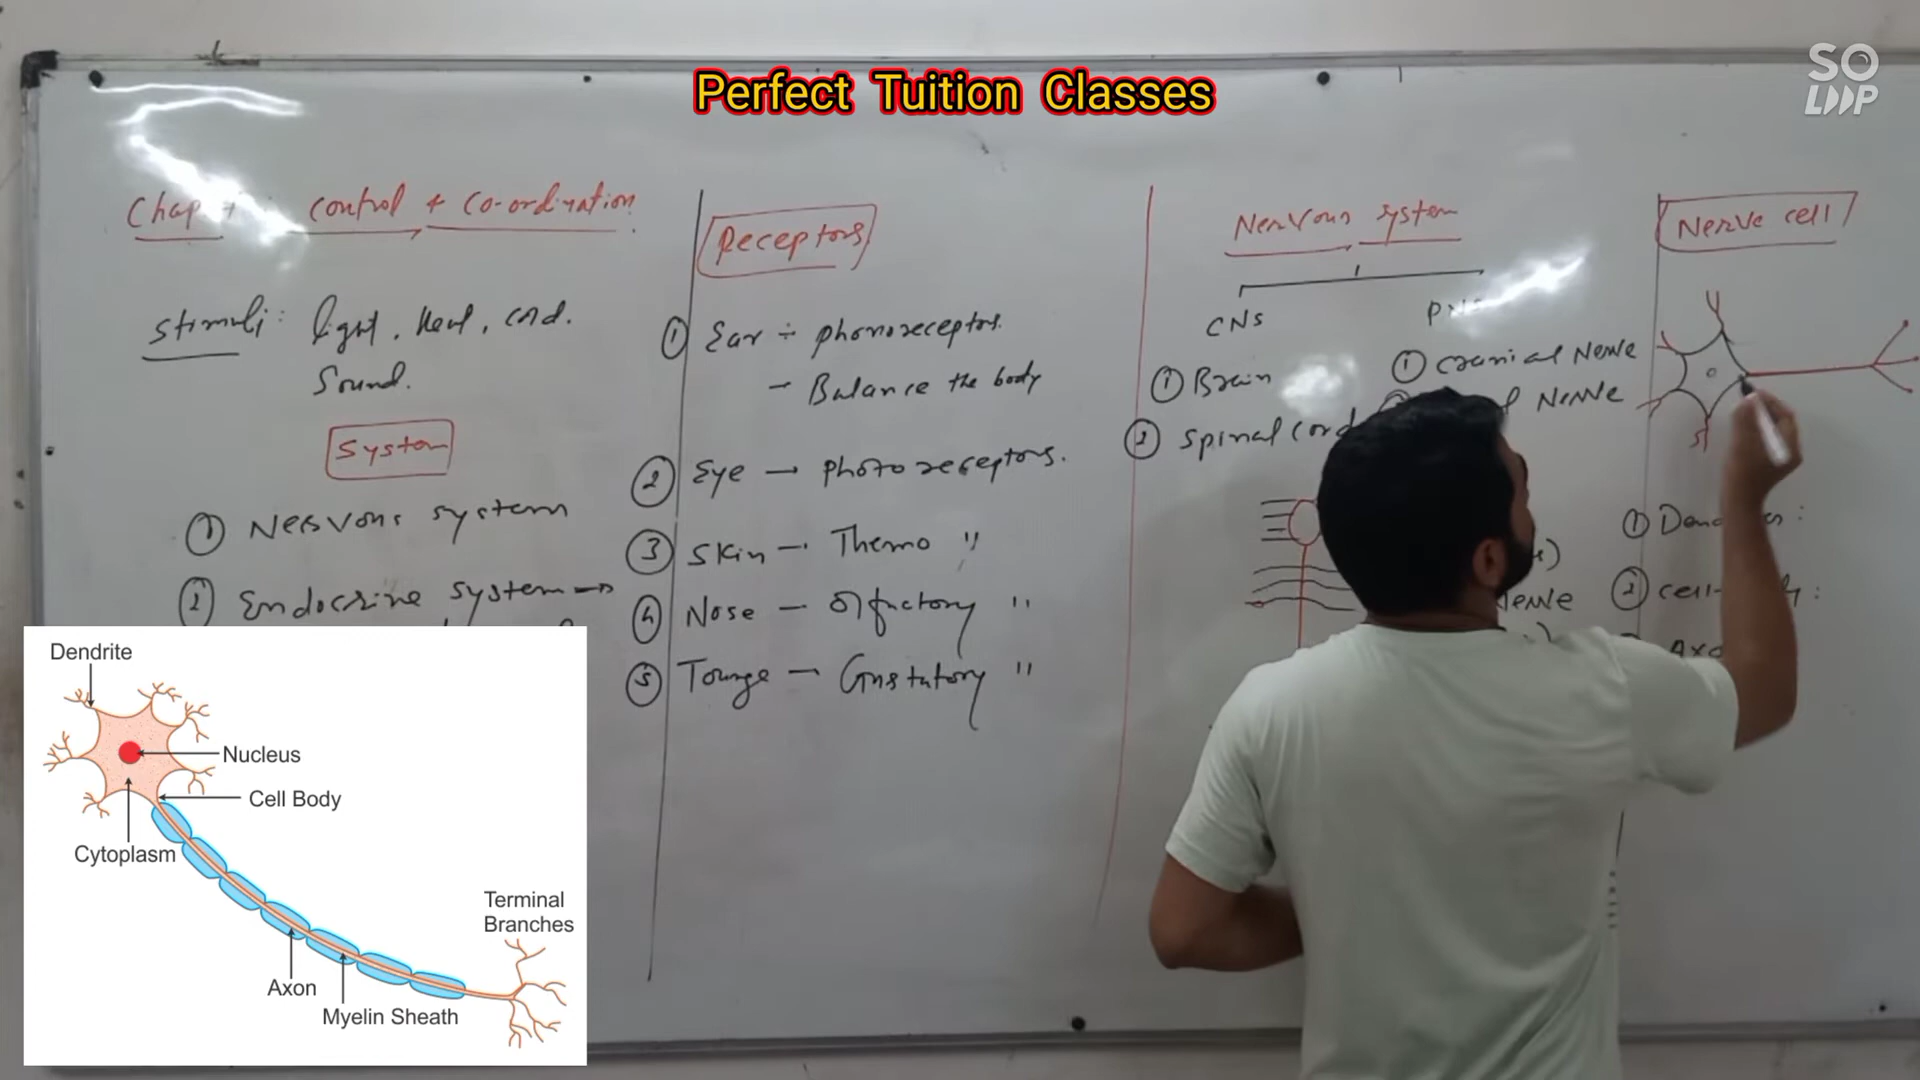 Perfect Tuition Classes
SO
LOOP
control & co-ordination
Stimuli: light, Heat, cold.
Sound.
System
① Nervous system
② Endocrine system
Receptors
① Ear ÷ phonoreceptors.
- Balance the body
② Eye → photoreceptors.
③ Skin - Thermo "
④ Nose - Olfactory "
⑤ Tounge - Gustatory "
Nervous system
CNS
① Brain
② Spinal cord
① Cranial Nerve
Nerve
Nerve
Nerve cell
①
② cell-
Dendrite
Nucleus
Cell Body
Cytoplasm
Terminal
Branches
Axon
Myelin Sheath